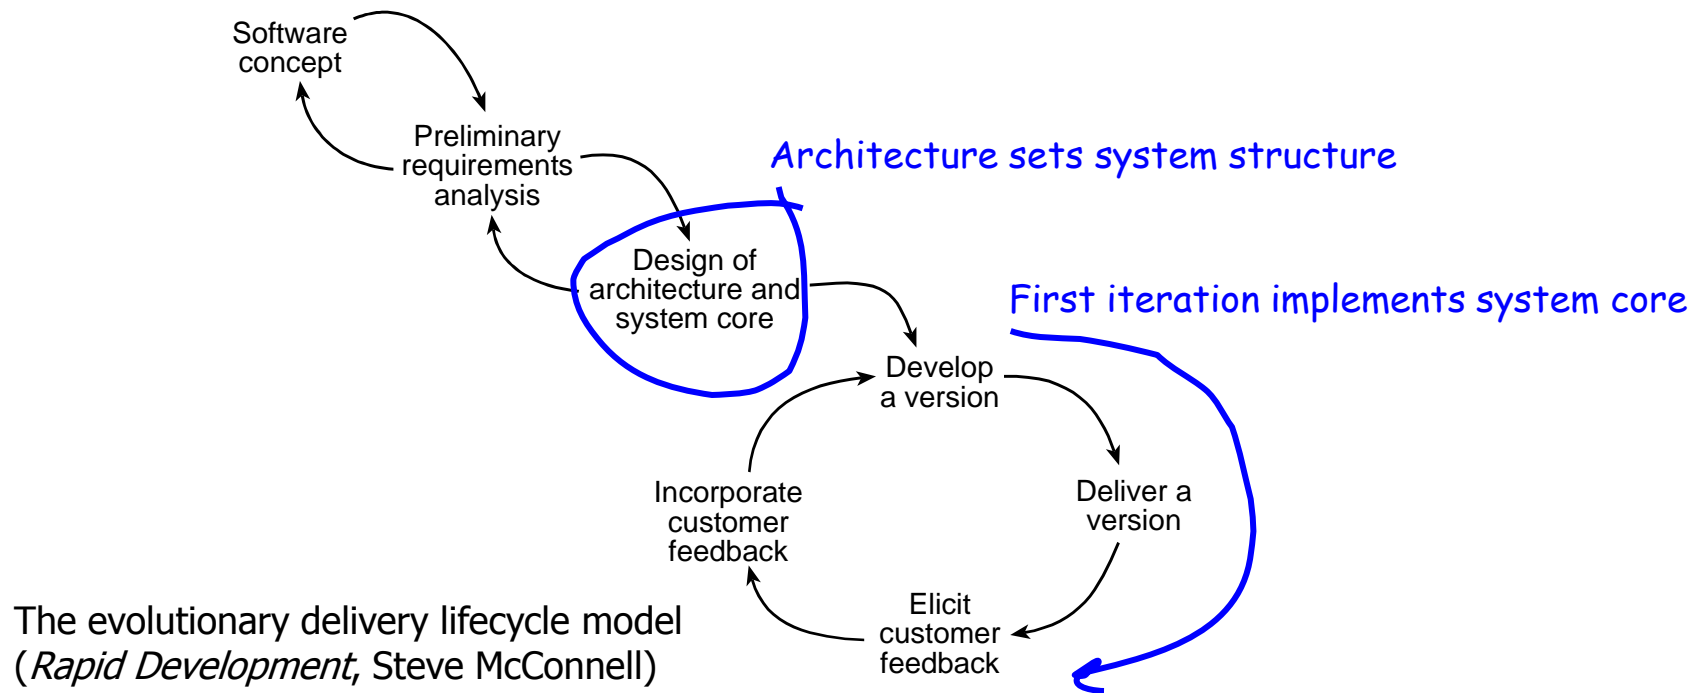 Software
concept
Preliminary
requirements
analysis
Architecture sets system structure
Design of
architecture and
system core
First iteration implements system core
Develop
a version
Deliver a
version
Incorporate
customer
feedback
Elicit
customer
feedback
The evolutionary delivery lifecycle model
(Rapid Development, Steve McConnell)